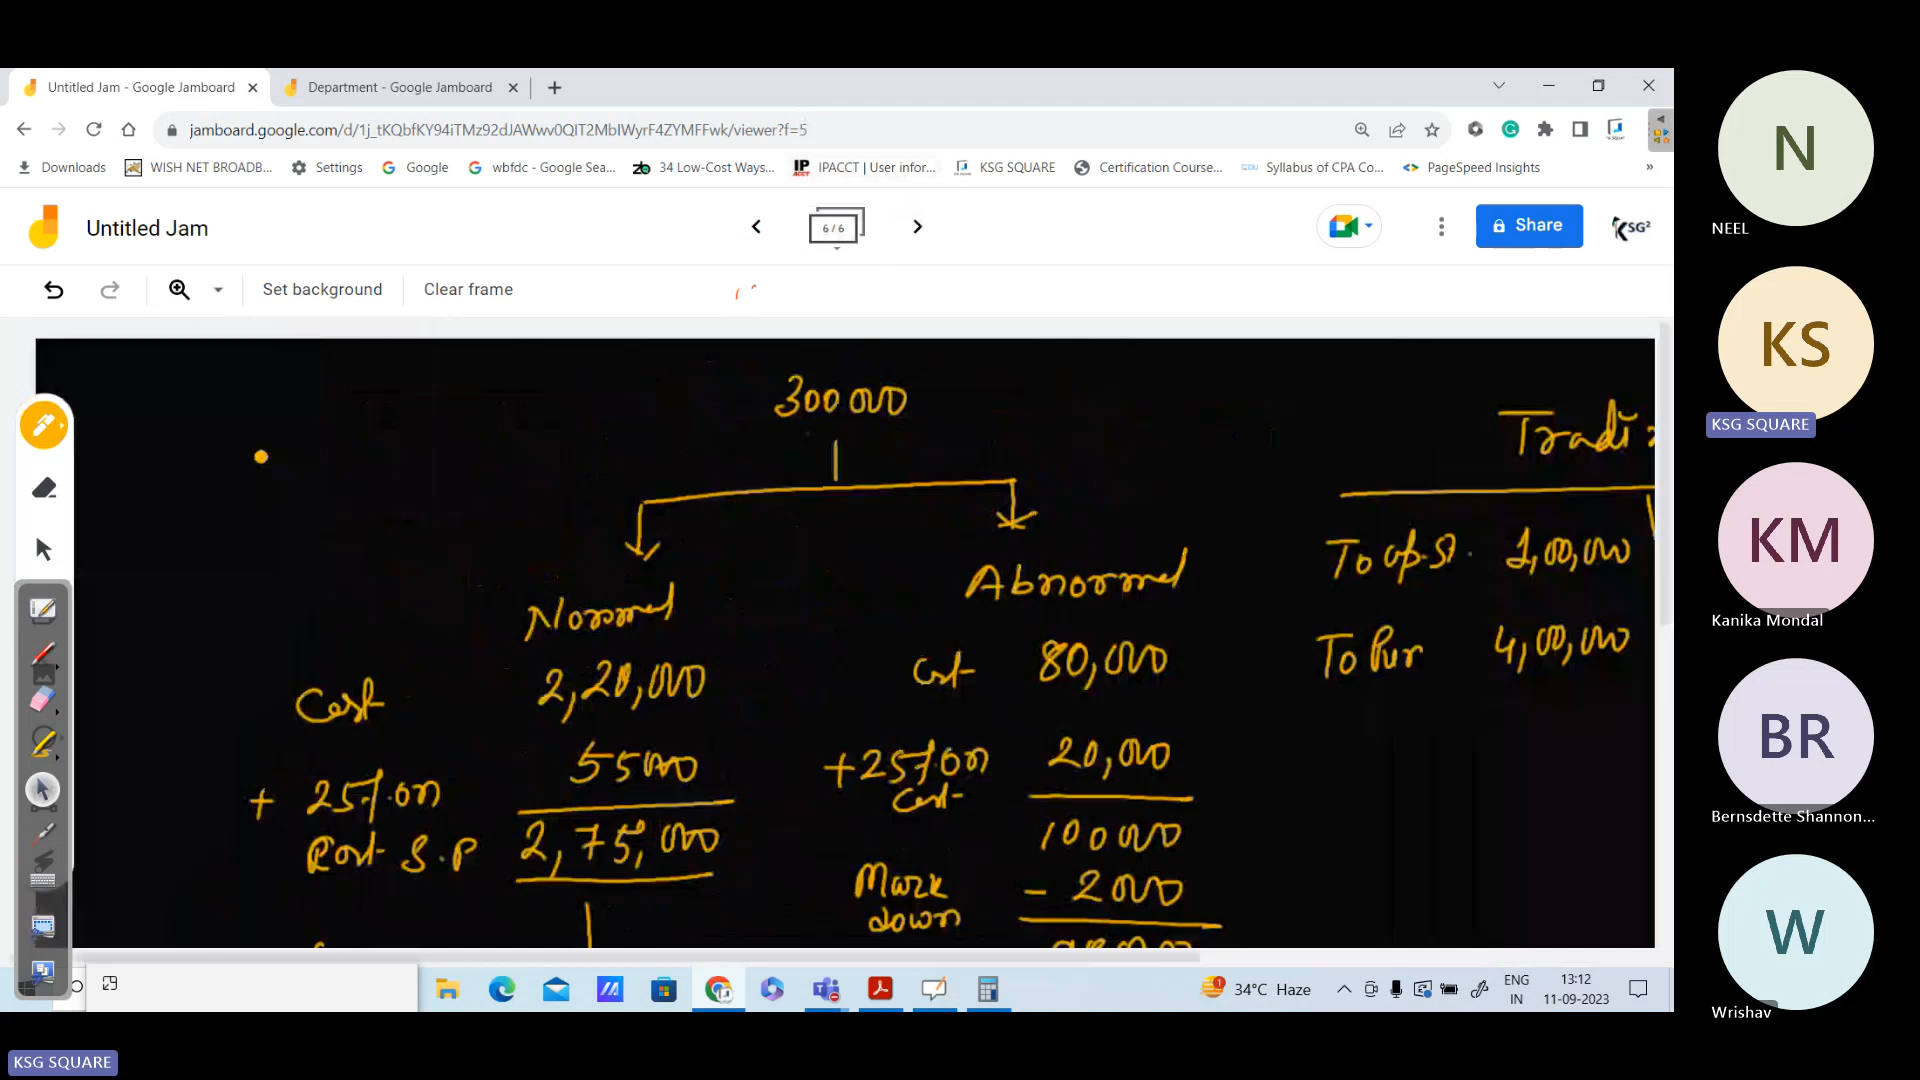 Untitled Jam - Google Jamboard
Department - Google Jamboard
jamboard.google.com/d/1j_tKQbfKY94iTMz92dJAWwv0QIT2MbIWyrF4ZYMFFwk/viewer?f=5
Downloads WISH NET BROADB... Settings Google wbfdc - Google Sea... 34 Low-Cost Ways... IPACCT | User infor... KSG SQUARE Certification Course... Syllabus of CPA Co... PageSpeed Insights »
Untitled Jam
6 / 6
Share
KSG²
Set background
Clear frame
300000
Normal
Cost 2,20,000
+ 25% on 55000
S.P 2,75,000
Abnormal
Cost 80,000
+25% on 20,000
Cost
100000
Mark - 2000
down
To op. St. 1,00,000
To Pur 4,00,000
34°C Haze
ENG
IN
13:12
11-09-2023
N
NEEL
KS
KSG SQUARE
KM
Kanika Mondal
BR
Bernsdette Shannon...
W
Wrishav
KSG SQUARE